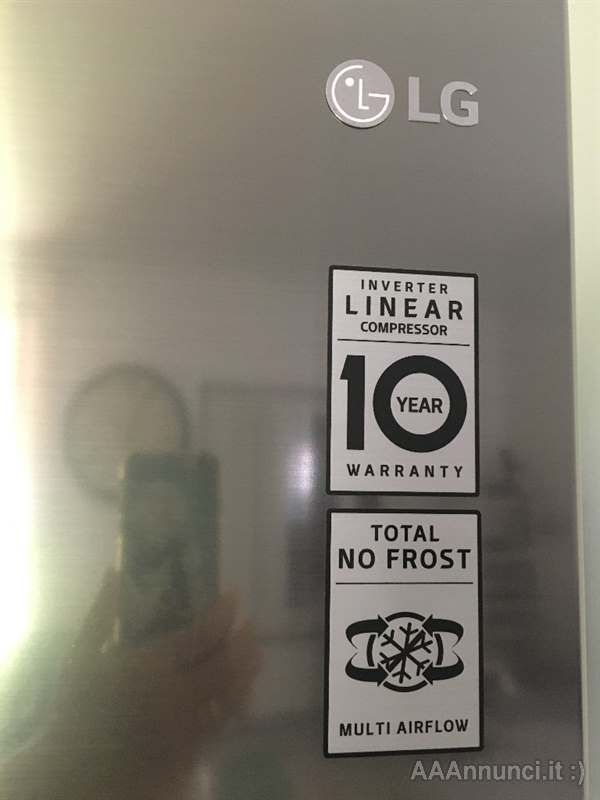 LG
INVERTER
LINEAR
COMPRESSOR
10
YEAR
WARRANTY
TOTAL
NO FROST
MULTI AIRFLOW
AAAnnunci.it :)